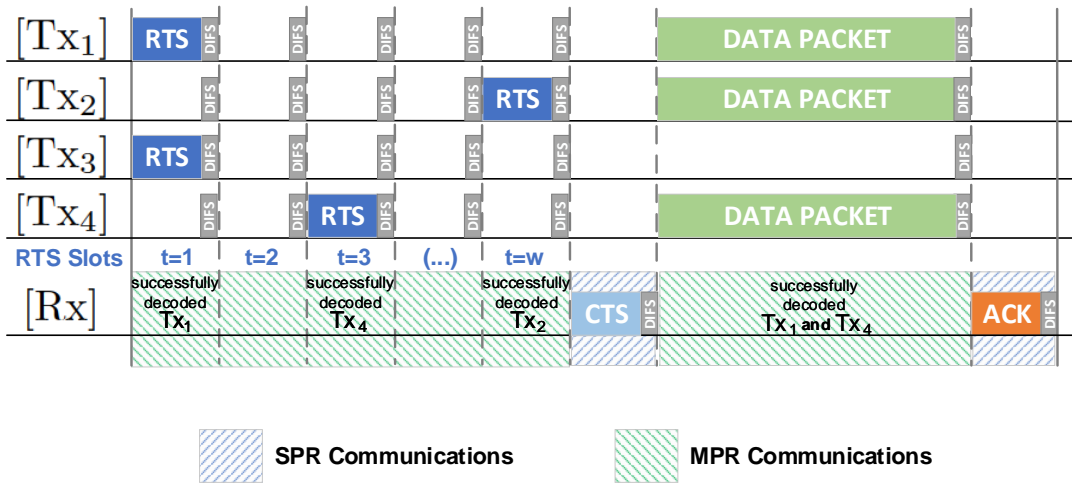 [Tx₁] RTS DIFS DIFS DIFS DIFS DIFS DATA PACKET DIFS
[Tx₂] DIFS DIFS DIFS DIFS RTS DIFS DATA PACKET DIFS
[Tx₃] RTS DIFS DIFS DIFS DIFS DIFS DIFS
[Tx₄] DIFS DIFS RTS DIFS DIFS DIFS DATA PACKET DIFS
RTS Slots t=1 t=2 t=3 (...) t=w
[Rx]
successfully
decoded
Tx₁
successfully
decoded
Tx₄
successfully
decoded
Tx₂
CTS DIFS
successfully
decoded
Tx₁ and Tx₄
ACK DIFS
SPR Communications
MPR Communications